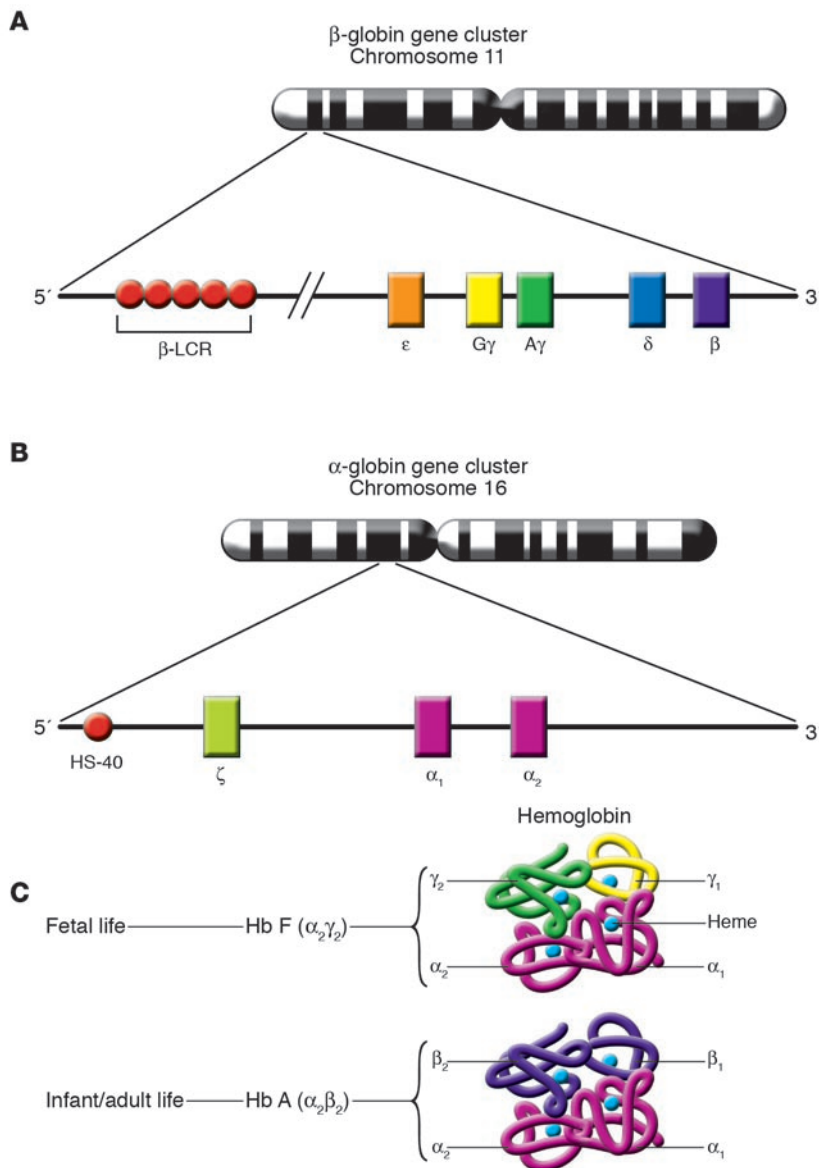 A
β-globin gene cluster
Chromosome 11
5´
3
β-LCR
ε
Gγ
Aγ
δ
β
B
α-globin gene cluster
Chromosome 16
5´
3
HS-40
ζ
α₁
α₂
Hemoglobin
C
γ₂
γ₁
Fetal life
Hb F (α₂γ₂)
Heme
α₂
α₁
β₂
β₁
Infant/adult life
Hb A (α₂β₂)
α₂
α₁